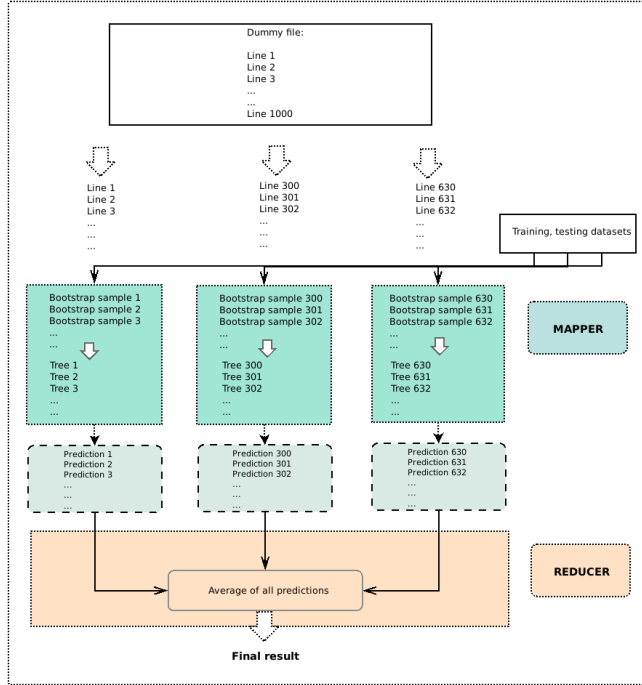 Dummy file:
Line 1
Line 2
Line 3
...
...
Line 1000
Line 1
Line 2
Line 3
...
...
...
Line 300
Line 301
Line 302
...
...
...
Line 630
Line 631
Line 632
...
...
...
Training, testing datasets
Bootstrap sample 1
Bootstrap sample 2
Bootstrap sample 3
...
...
Tree 1
Tree 2
Tree 3
...
...
Bootstrap sample 300
Bootstrap sample 301
Bootstrap sample 302
...
...
Tree 300
Tree 301
Tree 302
...
...
Bootstrap sample 630
Bootstrap sample 631
Bootstrap sample 632
...
...
Tree 630
Tree 631
Tree 632
...
...
MAPPER
Prediction 1
Prediction 2
Prediction 3
...
...
...
Prediction 300
Prediction 301
Prediction 302
...
...
...
Prediction 630
Prediction 631
Prediction 632
...
...
...
REDUCER
Average of all predictions
Final result